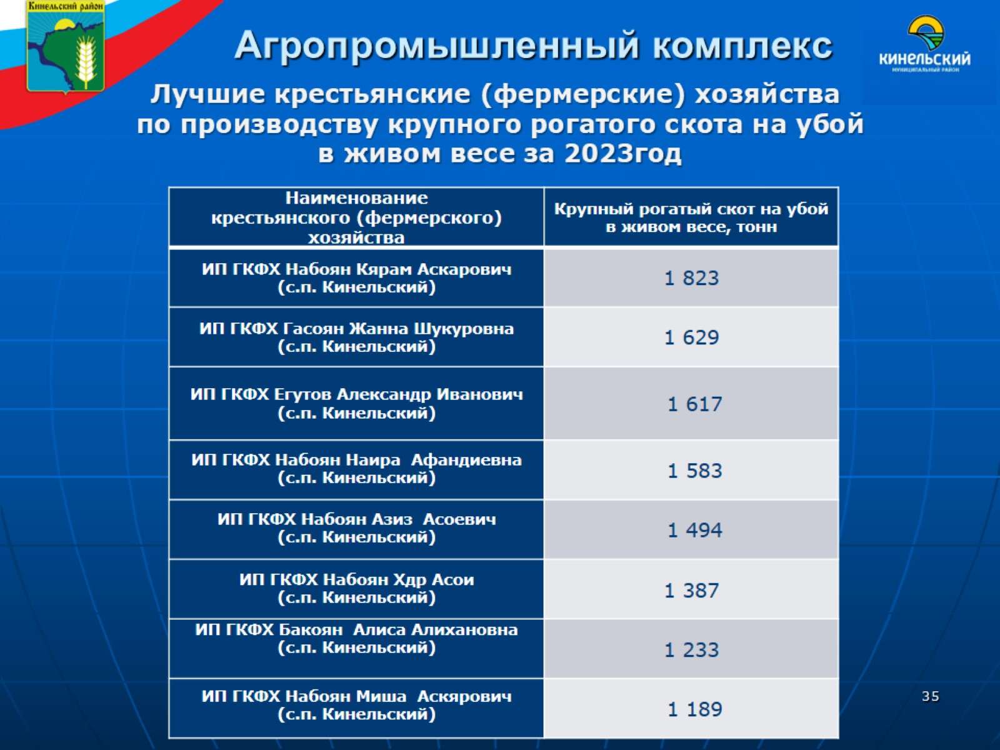 Кинельский район
Агропромышленный комплекс
КИНЕЛЬСКИЙ
МУНИЦИПАЛЬНЫЙ РАЙОН
Лучшие крестьянские (фермерские) хозяйства
по производству крупного рогатого скота на убой
в живом весе за 2023год
Наименование
крестьянского (фермерского)
хозяйства
Крупный рогатый скот на убой
в живом весе, тонн
ИП ГКФХ Набоян Кярам Аскарович
(с.п. Кинельский)
1 823
ИП ГКФХ Гасоян Жанна Шукуровна
(с.п. Кинельский)
1 629
ИП ГКФХ Егутов Александр Иванович
(с.п. Кинельский)
1 617
ИП ГКФХ Набоян Наира  Афандиевна
(с.п. Кинельский)
1 583
ИП ГКФХ Набоян Азиз  Асоевич
(с.п. Кинельский)
1 494
ИП ГКФХ Набоян Хдр Асои
(с.п. Кинельский)
1 387
ИП ГКФХ Бакоян  Алиса Алихановна
(с.п. Кинельский)
1 233
ИП ГКФХ Набоян Миша  Аскярович
(с.п. Кинельский)
1 189
35